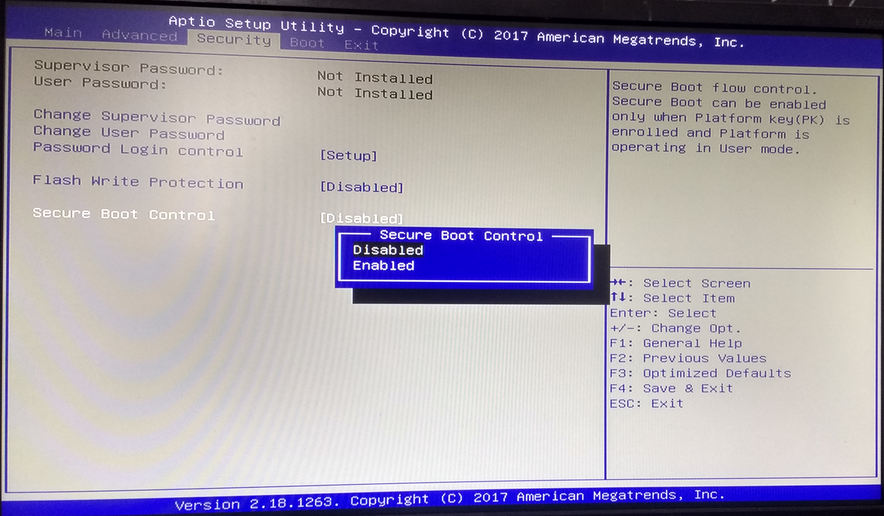 Aptio Setup Utility – Copyright (C) 2017 American Megatrends, Inc.
Main Advanced Security Boot Exit
Supervisor Password: Not Installed
User Password: Not Installed
Change Supervisor Password
Change User Password
Password Login control [Setup]
Flash Write Protection [Disabled]
Secure Boot Control [Disabled]
Secure Boot Control
Disabled
Enabled
Secure Boot flow control.
Secure Boot can be enabled
only when Platform key(PK) is
enrolled and Platform is
operating in User mode.
→←: Select Screen
↑↓: Select Item
Enter: Select
+/-: Change Opt.
F1: General Help
F2: Previous Values
F3: Optimized Defaults
F4: Save & Exit
ESC: Exit
Version 2.18.1263. Copyright (C) 2017 American Megatrends, Inc.